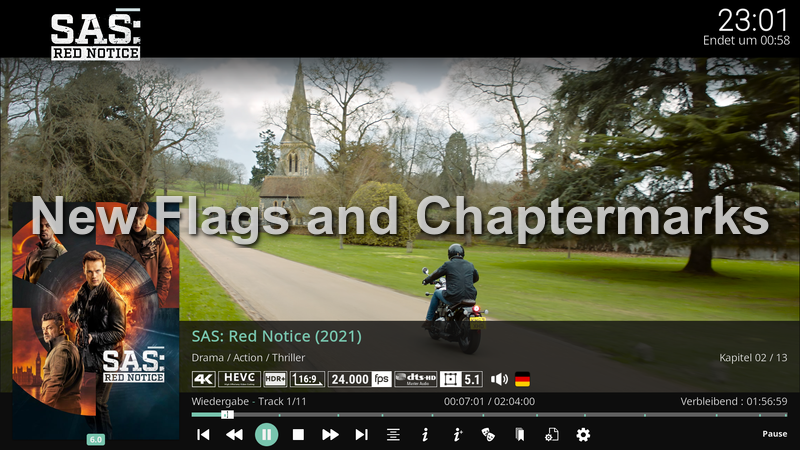 SAS:
RED NOTICE
23:01
Endet um 00:58
New Flags and Chaptermarks
SAS:
RED NOTICE
6.0
SAS: Red Notice (2021)
Drama / Action / Thriller
Kapitel 02 / 13
4K HEVC HDR+ 16:9 24.000 fps dts-HD Master Audio 5.1
Wiedergabe - Track 1/11
00:07:01 / 02:04:00
Verbleibend : 01:56:59
Pause